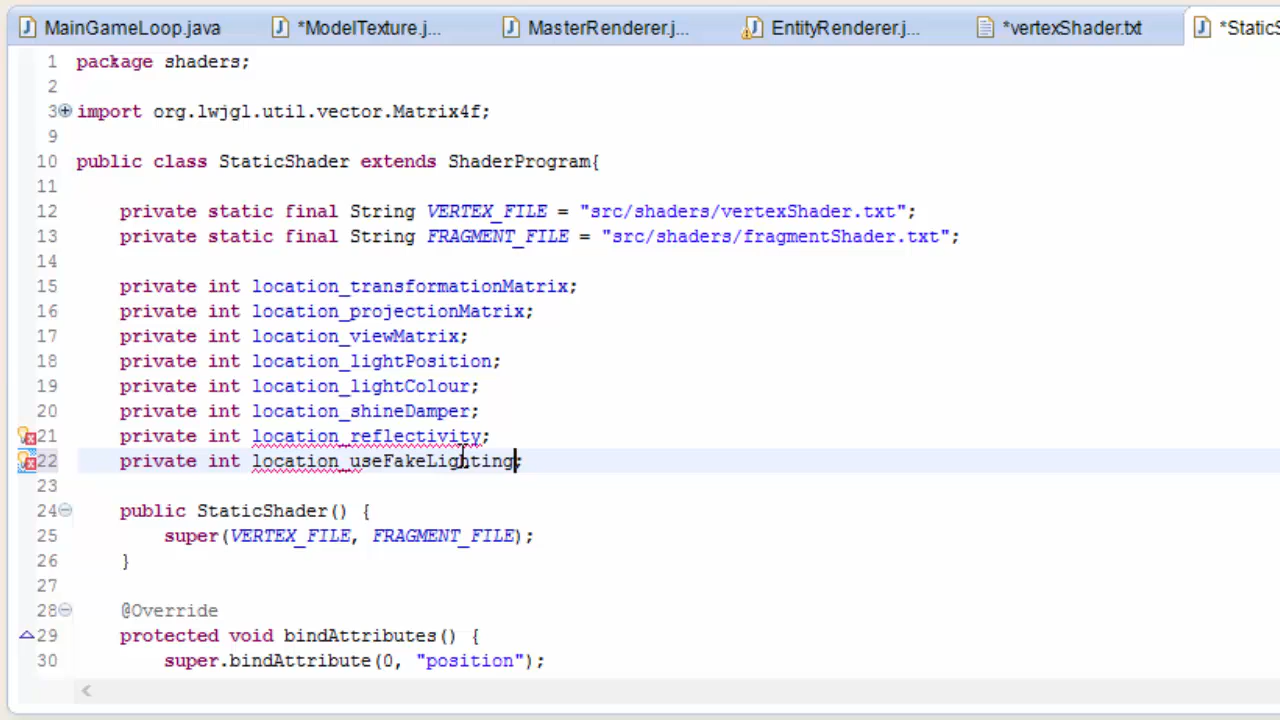 MainGameLoop.java *ModelTexture.j... MasterRenderer.j... EntityRenderer.j... *vertexShader.txt *StaticS
1 package shaders;
2
3 import org.lwjgl.util.vector.Matrix4f;
9
10 public class StaticShader extends ShaderProgram{
11
12 private static final String VERTEX_FILE = "src/shaders/vertexShader.txt";
13 private static final String FRAGMENT_FILE = "src/shaders/fragmentShader.txt";
14
15 private int location_transformationMatrix;
16 private int location_projectionMatrix;
17 private int location_viewMatrix;
18 private int location_lightPosition;
19 private int location_lightColour;
20 private int location_shineDamper;
21 private int location_reflectivity;
22 private int location_useFakeLighting;
23
24 public StaticShader() {
25 super(VERTEX_FILE, FRAGMENT_FILE);
26 }
27
28 @Override
29 protected void bindAttributes() {
30 super.bindAttribute(0, "position");